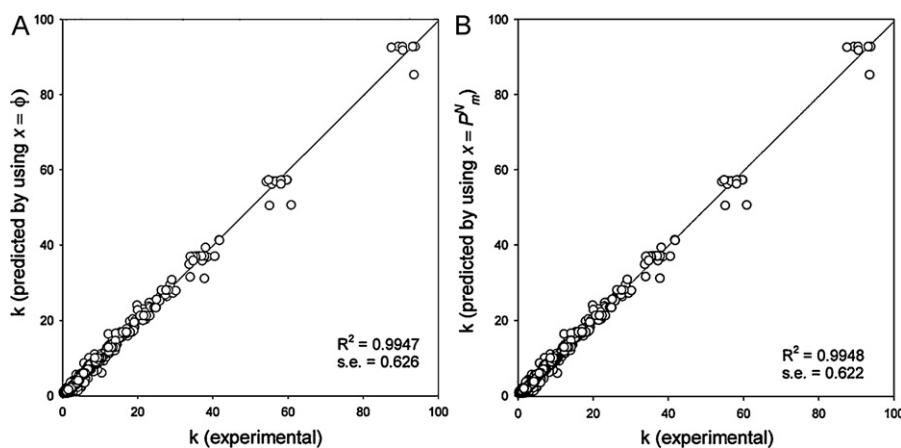 A
k (predicted by using x = ϕ)
100
80
60
40
20
0
R² = 0.9947
s.e. = 0.626
0 20 40 60 80 100
k (experimental)
B
k (predicted by using x = Pᴺₘ)
100
80
60
40
20
0
R² = 0.9948
s.e. = 0.622
0 20 40 60 80 100
k (experimental)